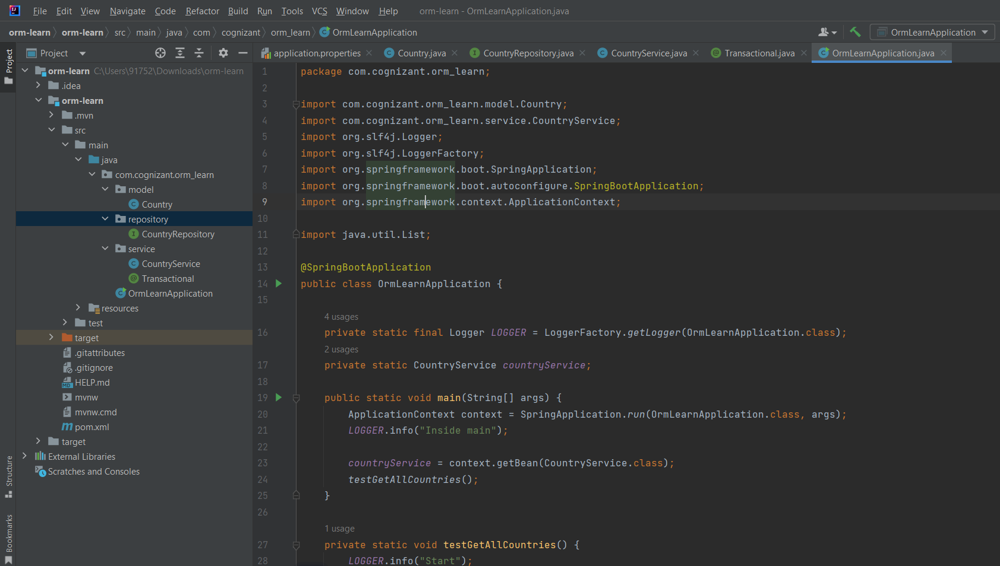 File Edit View Navigate Code Refactor Build Run Tools VCS Window Help orm-learn - OrmLearnApplication.java
orm-learn orm-learn src main java com cognizant orm_learn OrmLearnApplication OrmLearnApplication
Project
Project
application.properties Country.java CountryRepository.java CountryService.java Transactional.java OrmLearnApplication.java
orm-learn C:\Users\91752\Downloads\orm-learn
.idea
orm-learn
.mvn
src
main
java
com.cognizant.orm_learn
model
Country
repository
CountryRepository
service
CountryService
Transactional
OrmLearnApplication
resources
test
target
.gitattributes
.gitignore
HELP.md
mvnw
mvnw.cmd
pom.xml
target
External Libraries
Scratches and Consoles
Structure
Bookmarks
1 package com.cognizant.orm_learn;
2
3 import com.cognizant.orm_learn.model.Country;
4 import com.cognizant.orm_learn.service.CountryService;
5 import org.slf4j.Logger;
6 import org.slf4j.LoggerFactory;
7 import org.springframework.boot.SpringApplication;
8 import org.springframework.boot.autoconfigure.SpringBootApplication;
9 import org.springframework.context.ApplicationContext;
10
11 import java.util.List;
12
13 @SpringBootApplication
14 public class OrmLearnApplication {
15
4 usages
16 private static final Logger LOGGER = LoggerFactory.getLogger(OrmLearnApplication.class);
2 usages
17 private static CountryService countryService;
18
19 public static void main(String[] args) {
20 ApplicationContext context = SpringApplication.run(OrmLearnApplication.class, args);
21 LOGGER.info("Inside main");
22
23 countryService = context.getBean(CountryService.class);
24 testGetAllCountries();
25 }
26
1 usage
27 private static void testGetAllCountries() {
28 LOGGER.info("Start");